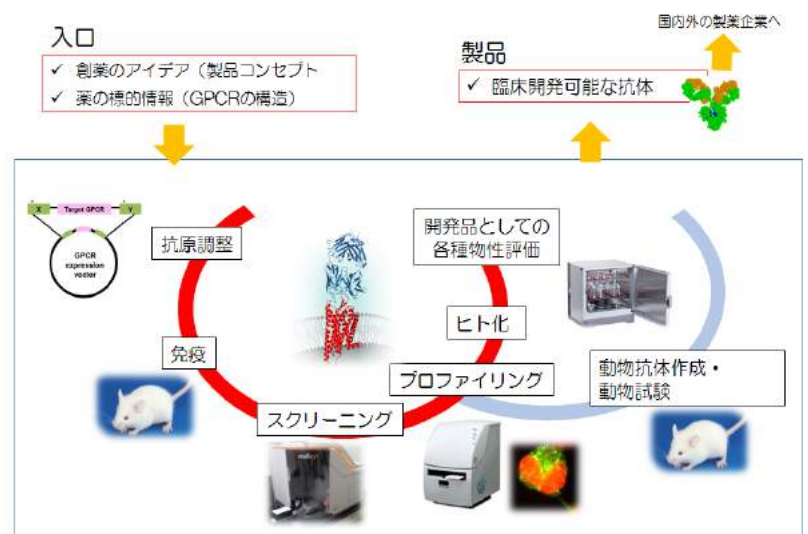 入口
✓ 創薬のアイデア（製品コンセプト
✓ 薬の標的情報（GPCRの構造）
国内外の製薬企業へ
製品
✓ 臨床開発可能な抗体
X Target GPCR Y
GPCR
expression
vector
抗原調整
免疫
スクリーニング
プロファイリング
ヒト化
開発品としての
各種物性評価
動物抗体作成・
動物試験